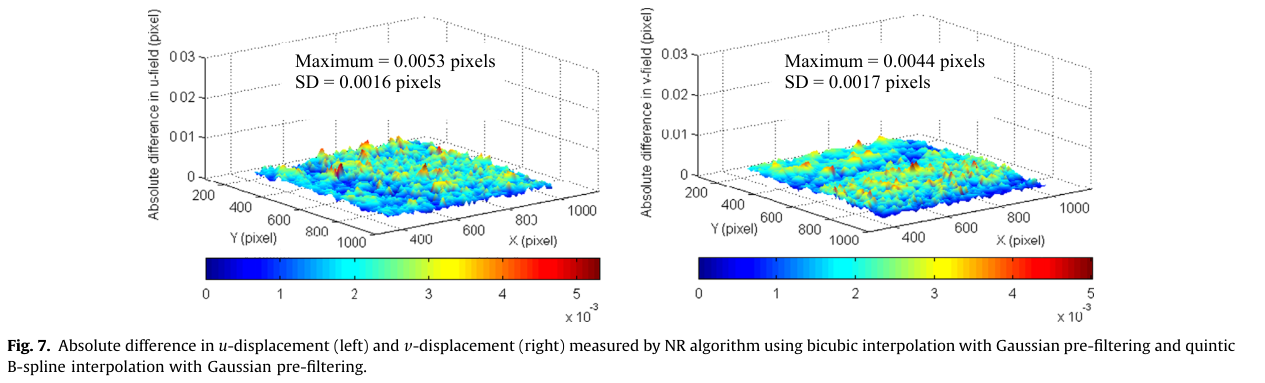 Absolute difference in u-field (pixel)
0.03
0.02
0.01
0
Maximum = 0.0053 pixels
SD = 0.0016 pixels
200
400
600
800
1000
Y (pixel)
400
600
800
1000
X (pixel)
0 1 2 3 4 5
x 10-3
Absolute difference in v-field (pixel)
0.03
0.02
0.01
0
Maximum = 0.0044 pixels
SD = 0.0017 pixels
200
400
600
800
1000
Y (pixel)
400
600
800
1000
X (pixel)
0 1 2 3 4 5
x 10-3
Fig. 7. Absolute difference in u-displacement (left) and v-displacement (right) measured by NR algorithm using bicubic interpolation with Gaussian pre-filtering and quintic
B-spline interpolation with Gaussian pre-filtering.